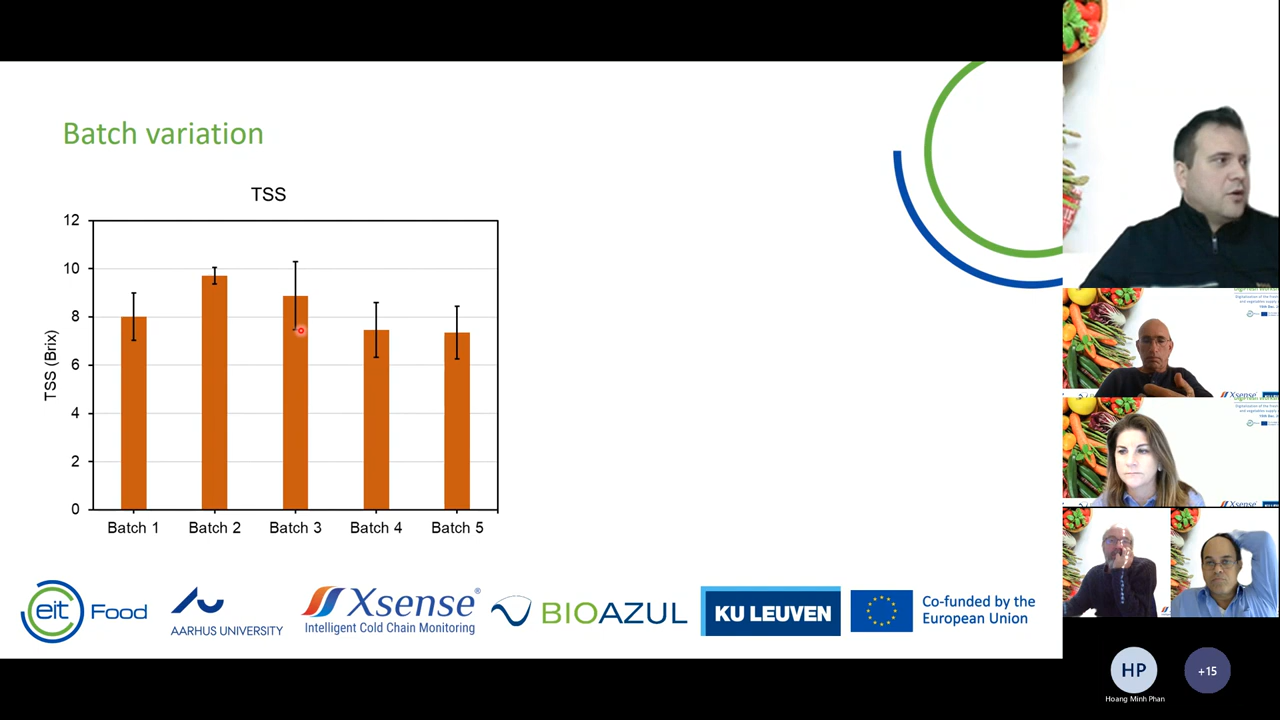 Batch variation
TSS
12
10
8
6
4
2
0
TSS (Brix)
Batch 1 Batch 2 Batch 3 Batch 4 Batch 5
eit Food
AARHUS UNIVERSITY
Xsense®
Intelligent Cold Chain Monitoring
BIOAZUL
KU LEUVEN
Co-funded by the
European Union
Xsense
Xsense
HP
Hoang Minh Phan
+15